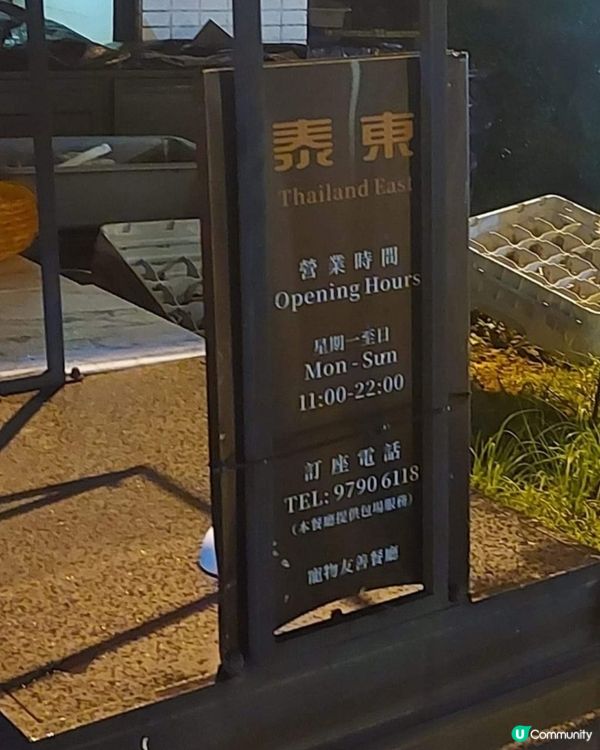 泰東
Thailand East
營業時間
Opening Hours
星期一至日
Mon - Sun
11:00-22:00
訂座電話
TEL: 9790 6118
(本餐廳提供包場服務)
寵物友善餐廳
U Community